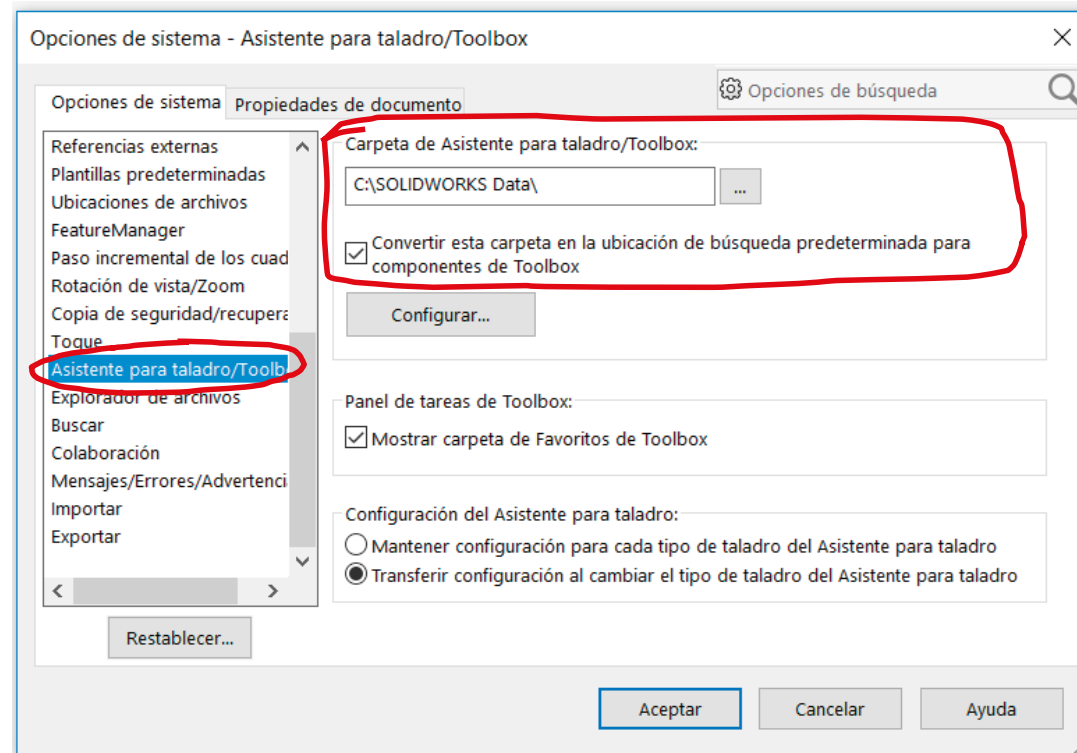 Opciones de sistema - Asistente para taladro/Toolbox
Opciones de búsqueda
Opciones de sistema
Propiedades de documento
Referencias externas
Plantillas predeterminadas
Ubicaciones de archivos
FeatureManager
Paso incremental de los cuad
Rotación de vista/Zoom
Copia de seguridad/recupera
Toque
Asistente para taladro/Toolb
Explorador de archivos
Buscar
Colaboración
Mensajes/Errores/Advertenci
Importar
Exportar
Restablecer...
Carpeta de Asistente para taladro/Toolbox:
C:\SOLIDWORKS Data\
...
Convertir esta carpeta en la ubicación de búsqueda predeterminada para
componentes de Toolbox
Configurar...
Panel de tareas de Toolbox:
Mostrar carpeta de Favoritos de Toolbox
Configuración del Asistente para taladro:
Mantener configuración para cada tipo de taladro del Asistente para taladro
Transferir configuración al cambiar el tipo de taladro del Asistente para taladro
Aceptar
Cancelar
Ayuda